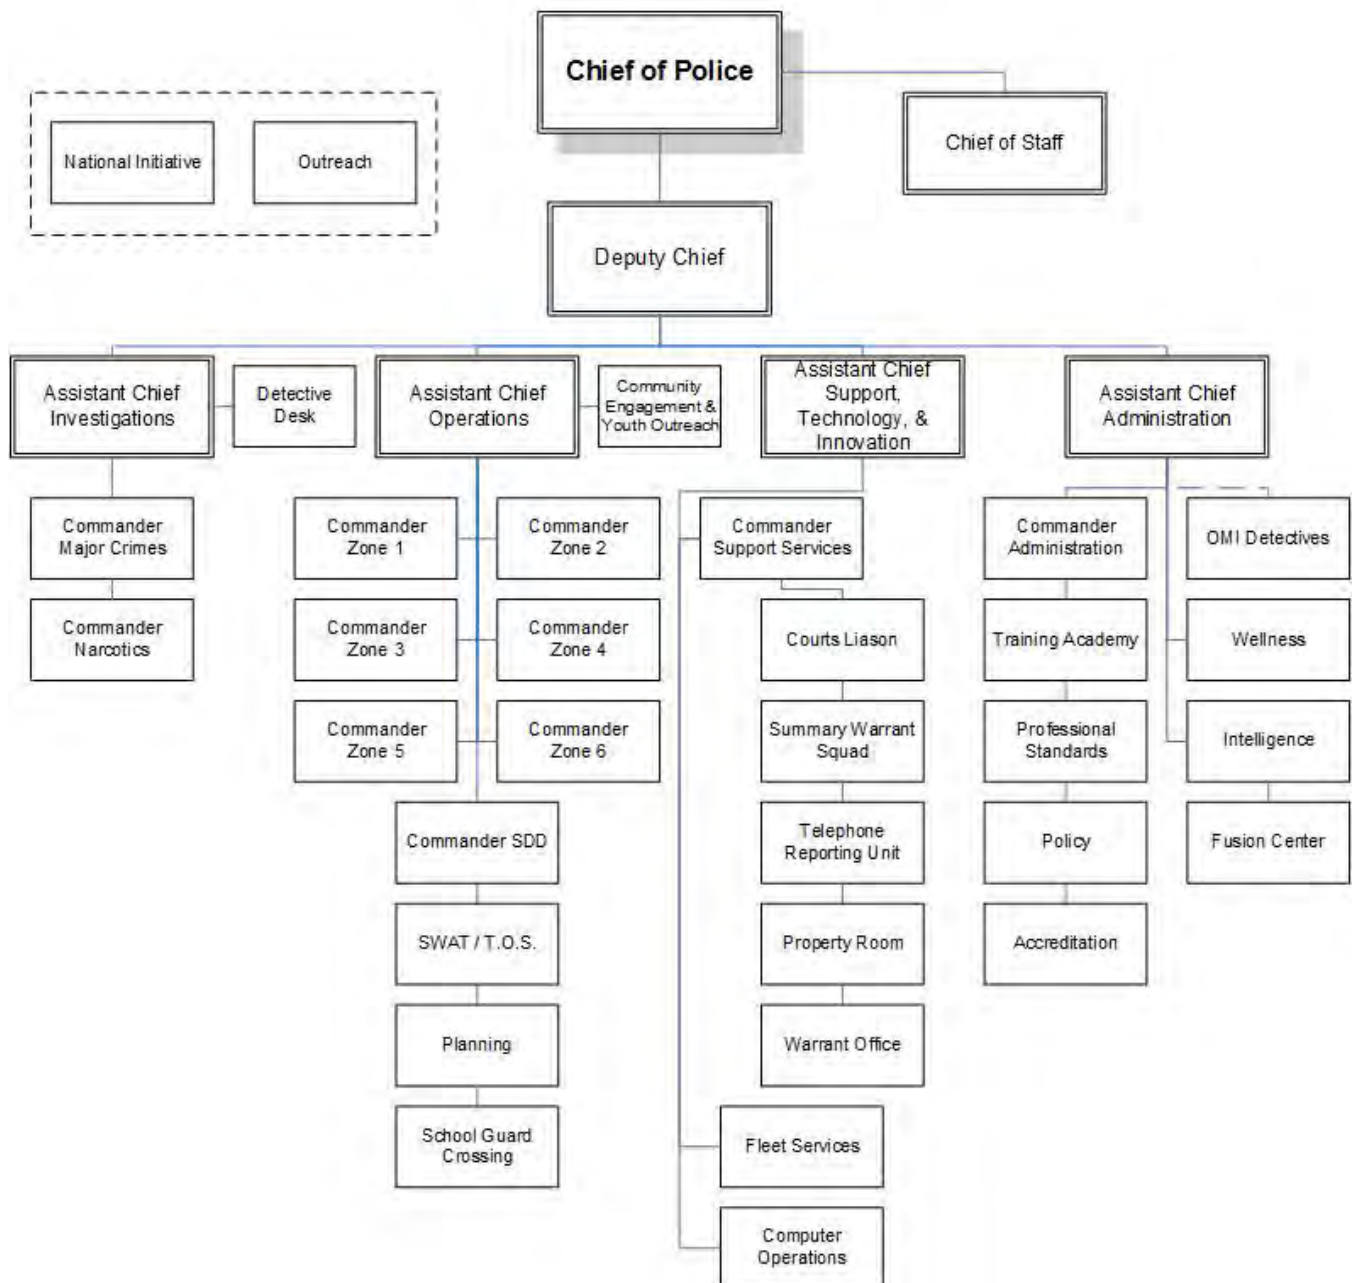 Chief of Police
Chief of Staff
National Initiative
Outreach
Deputy Chief
Assistant Chief
Investigations
Detective
Desk
Assistant Chief
Operations
Community
Engagement &
Youth Outreach
Assistant Chief
Support,
Technology, &
Innovation
Assistant Chief
Administration
Commander
Major Crimes
Commander
Narcotics
Commander
Zone 1
Commander
Zone 2
Commander
Zone 3
Commander
Zone 4
Commander
Zone 5
Commander
Zone 6
Commander SDD
SWAT / T.O.S.
Planning
School Guard
Crossing
Commander
Support Services
Courts Liason
Summary Warrant
Squad
Telephone
Reporting Unit
Property Room
Warrant Office
Fleet Services
Computer
Operations
Commander
Administration
Training Academy
Professional
Standards
Policy
Accreditation
OMI Detectives
Wellness
Intelligence
Fusion Center